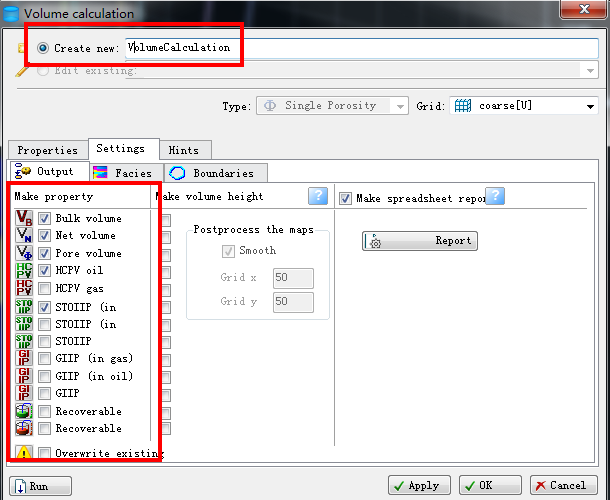 Volume calculation
Create new: VolumeCalculation
Edit existing:
Type: Single Porosity Grid: coarse[U]
Properties Settings Hints
Output Facies Boundaries
Make property Make volume height ? Make spreadsheet repor ?
Bulk volume
Net volume
Pore volume
HCPV oil
HCPV gas
STOIIP (in
STOIIP (in
STOIIP
GIIP (in gas)
GIIP (in oil)
GIIP
Recoverable
Recoverable
Overwrite existing
Postprocess the maps
Smooth
Grid x 50
Grid y 50
Report
Run Apply OK Cancel